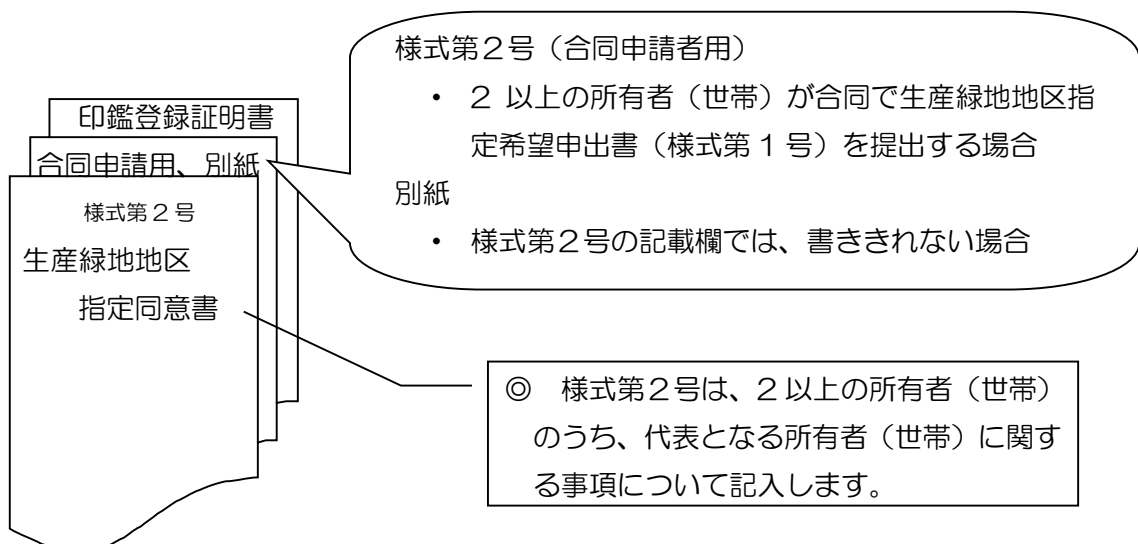 印鑑登録証明書
合同申請用、別紙
様式第2号
生産緑地地区
指定同意書
様式第2号（合同申請者用）
・ 2 以上の所有者（世帯）が合同で生産緑地地区指
定希望申出書（様式第 1 号）を提出する場合
別紙
・ 様式第2号の記載欄では、書ききれない場合
◎ 様式第2号は、2 以上の所有者（世帯）
のうち、代表となる所有者（世帯）に関す
る事項について記入します。